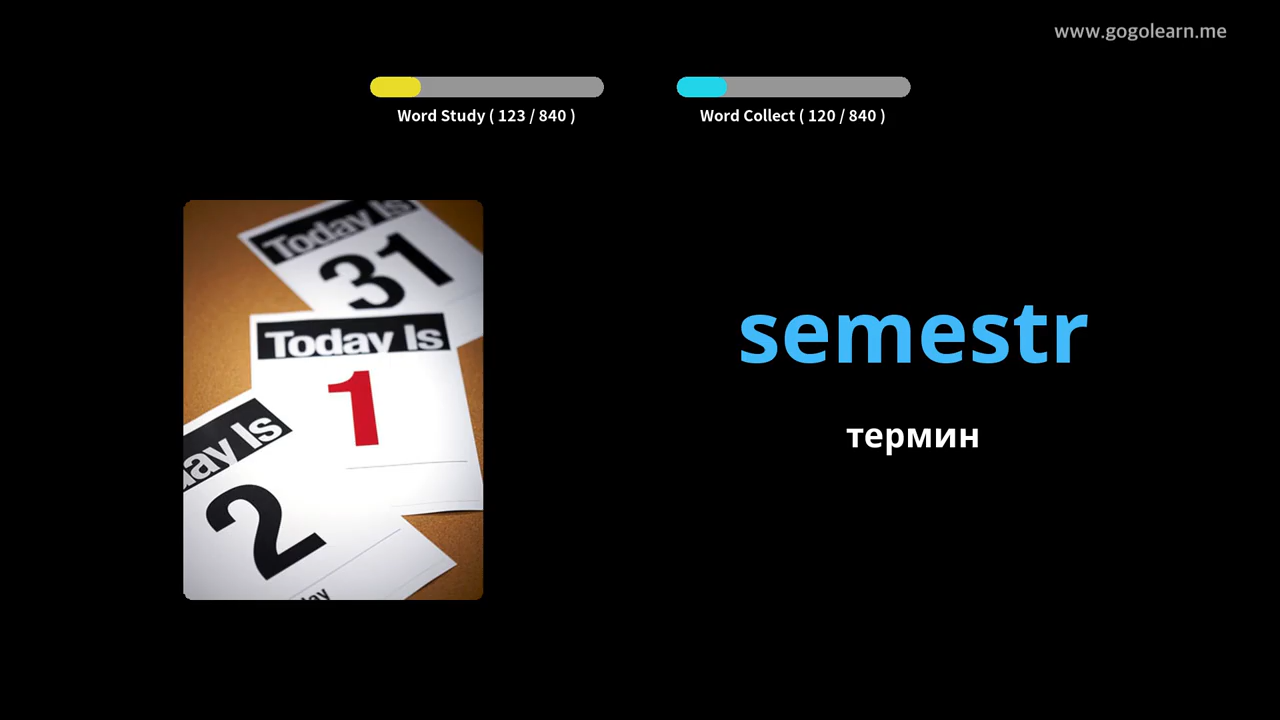 www.gogolearn.me
Word Study ( 123 / 840 )
Word Collect ( 120 / 840 )
Today Is
31
Today Is
1
semestr
ay Is
термин
2
ay